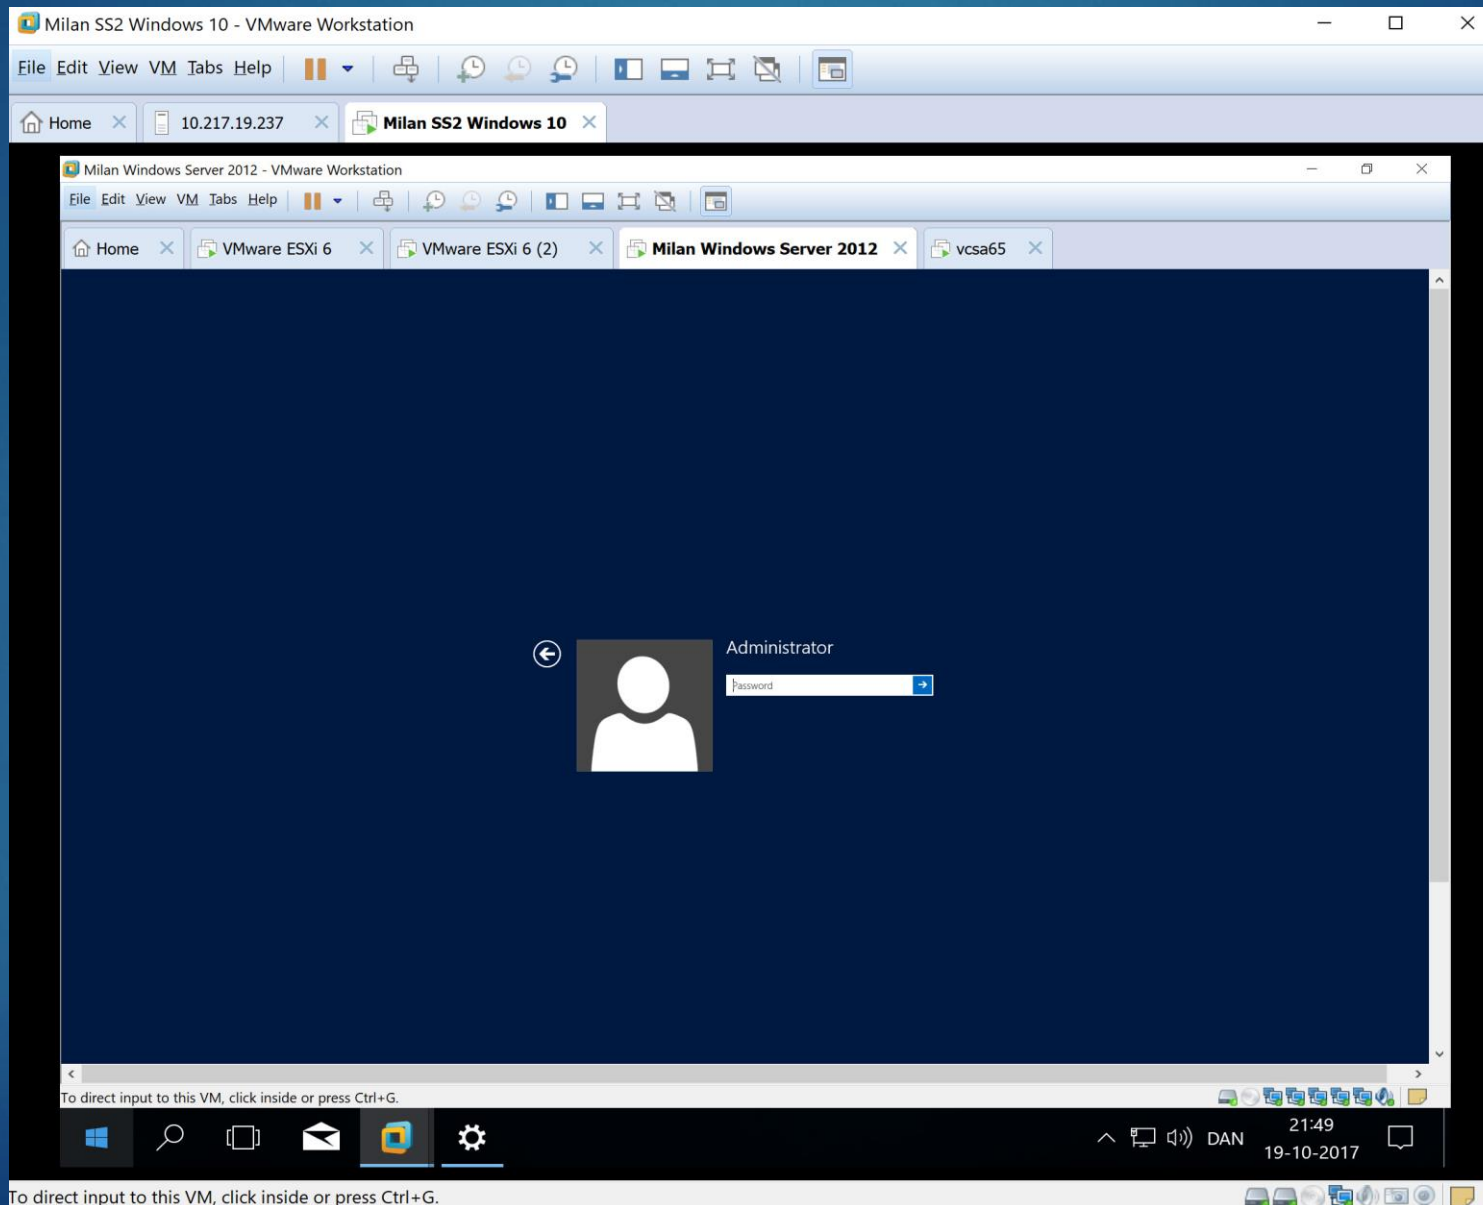 Milan SS2 Windows 10 - VMware Workstation
File Edit View VM Tabs Help
Home 10.217.19.237 Milan SS2 Windows 10
Milan Windows Server 2012 - VMware Workstation
File Edit View VM Tabs Help
Home VMware ESXi 6 VMware ESXi 6 (2) Milan Windows Server 2012 vcsa65
Administrator
Password
To direct input to this VM, click inside or press Ctrl+G.
DAN
21:49
19-10-2017
To direct input to this VM, click inside or press Ctrl+G.